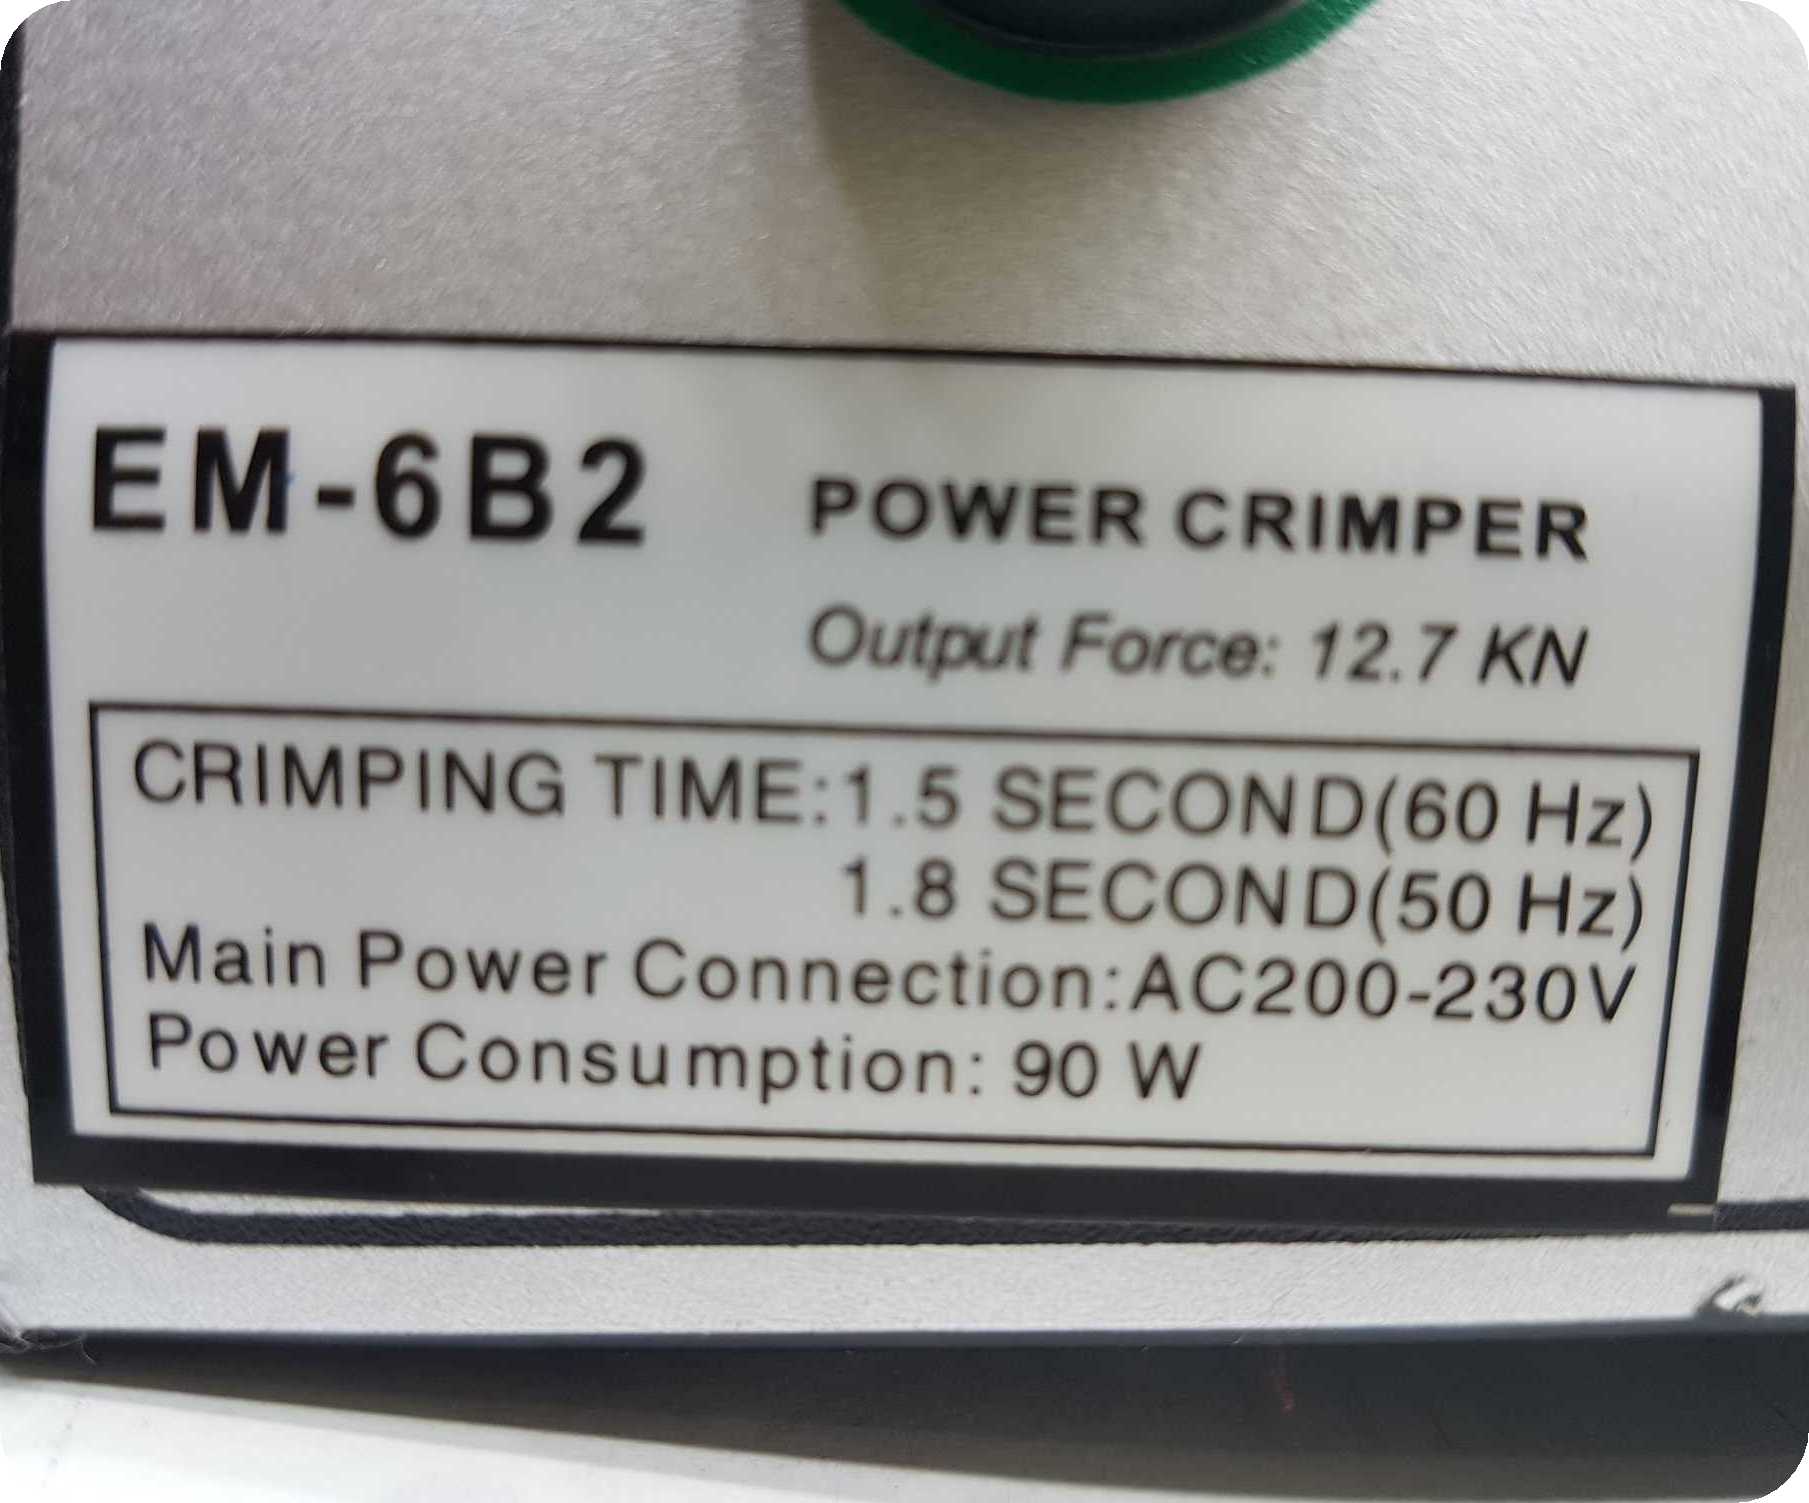 EM-6B2 POWER CRIMPER
Output Force: 12.7 KN
CRIMPING TIME:1.5 SECOND(60 Hz)
1.8 SECOND(50 Hz)
Main Power Connection:AC200-230V
Power Consumption: 90 W